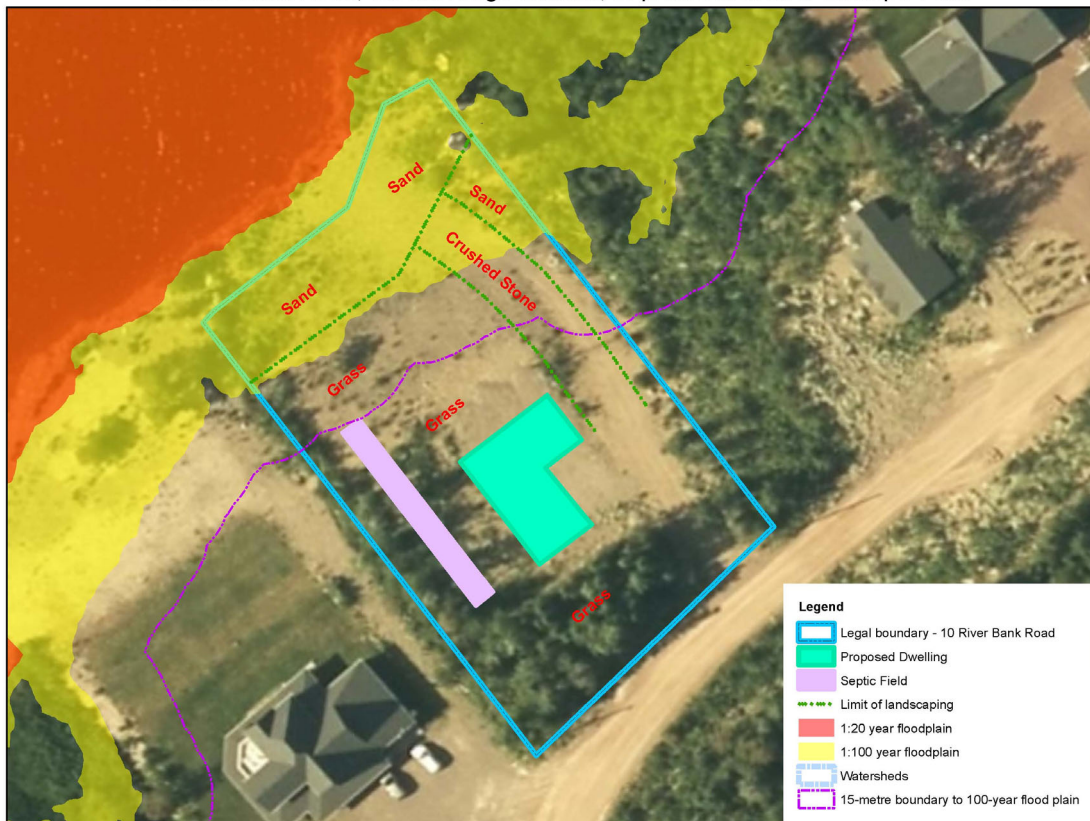 Sand
Sand
Crushed Stone
Sand
Grass
Grass
Grass
Legend
Legal boundary - 10 River Bank Road
Proposed Dwelling
Septic Field
Limit of landscaping
1:20 year floodplain
1:100 year floodplain
Watersheds
15-metre boundary to 100-year flood plain